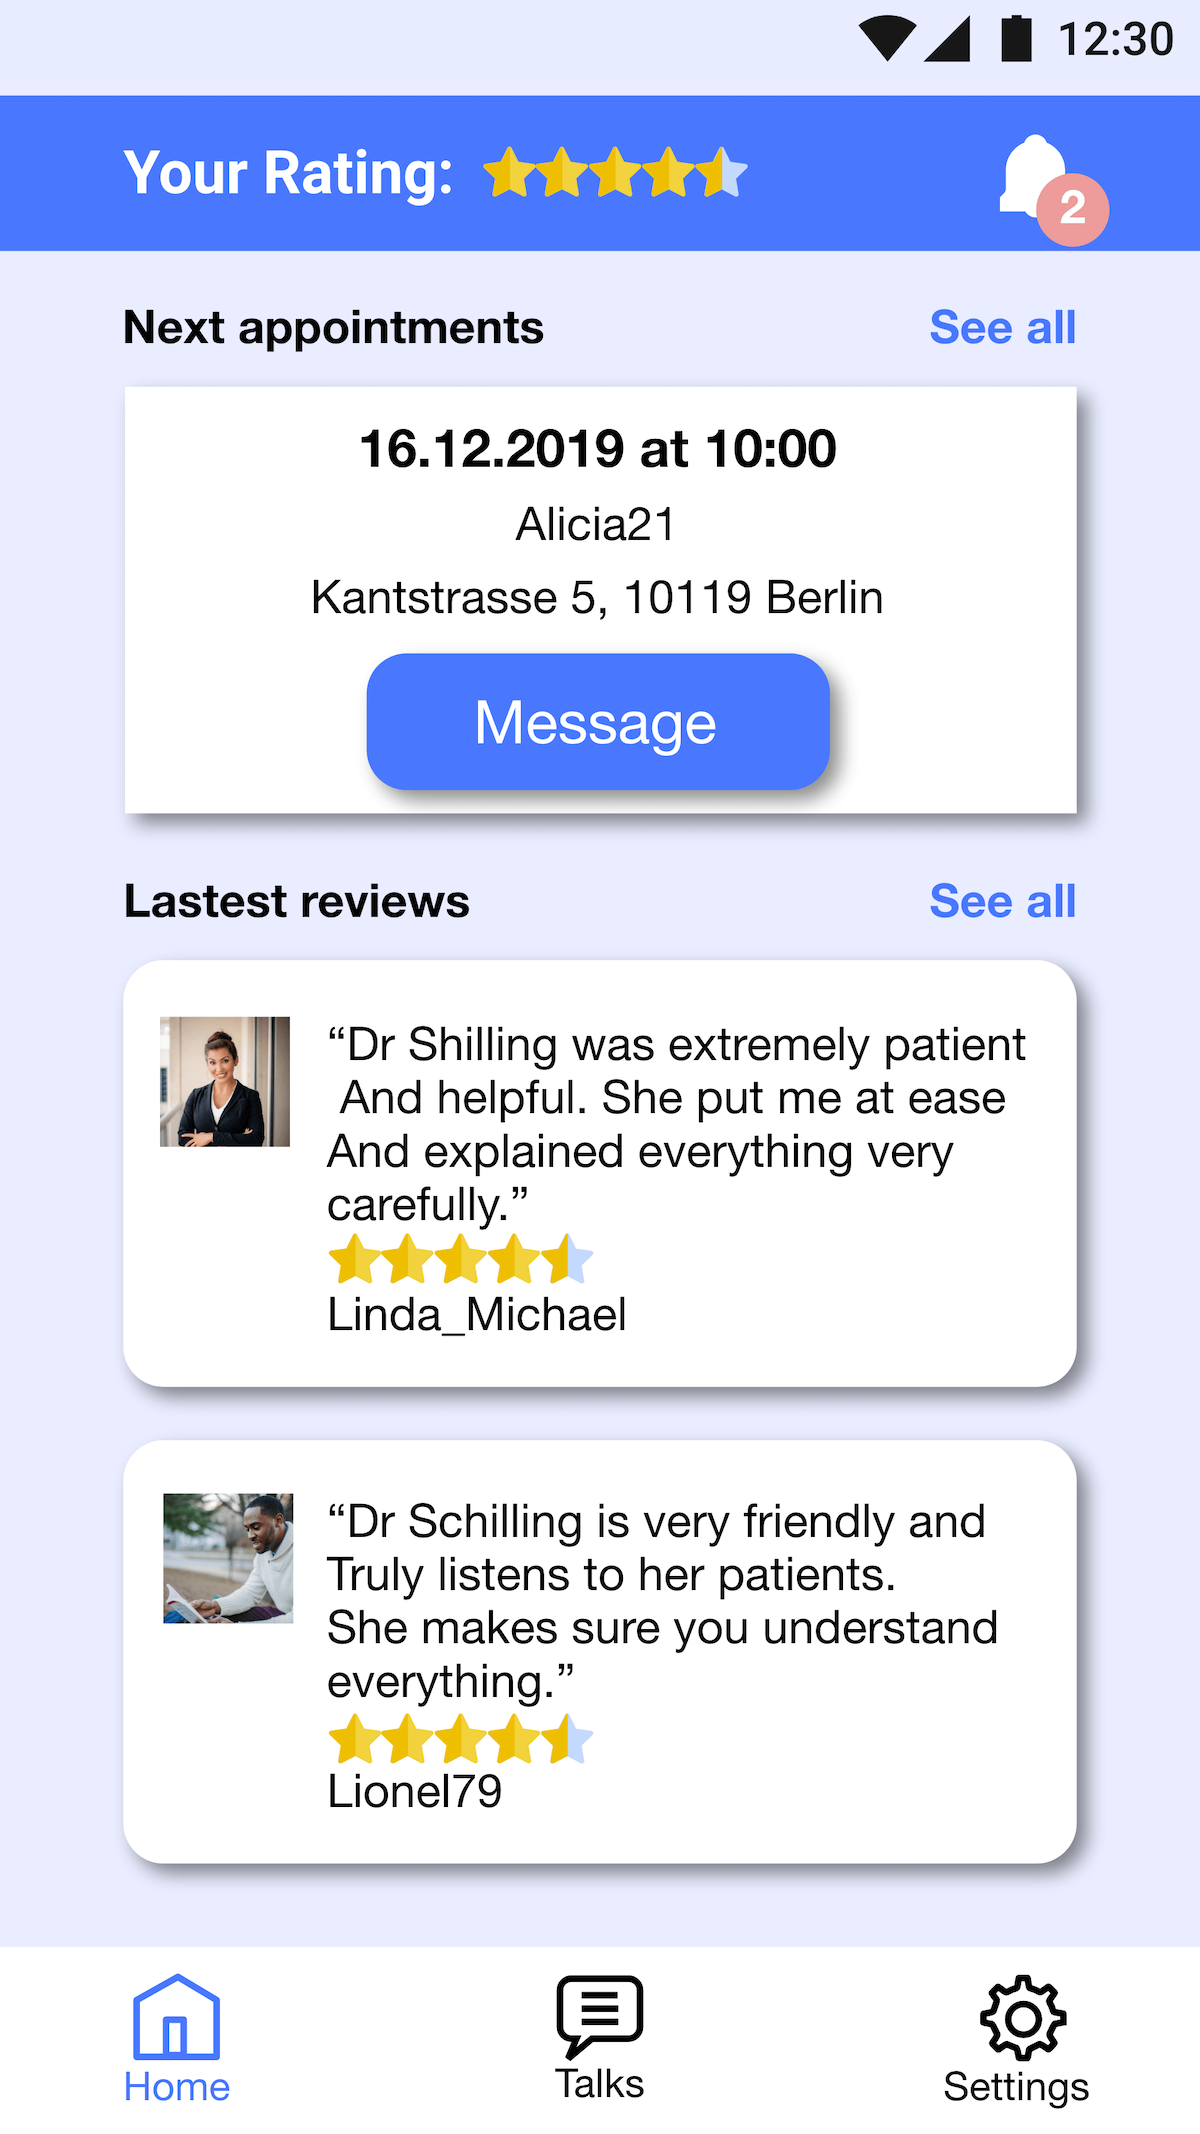 12:30
Your Rating:
2
Next appointments
See all
16.12.2019 at 10:00
Alicia21
Kantstrasse 5, 10119 Berlin
Message
Lastest reviews
See all
“Dr Shilling was extremely patient
And helpful. She put me at ease
And explained everything very
carefully.”
Linda_Michael
“Dr Schilling is very friendly and
Truly listens to her patients.
She makes sure you understand
everything.”
Lionel79
Home
Talks
Settings